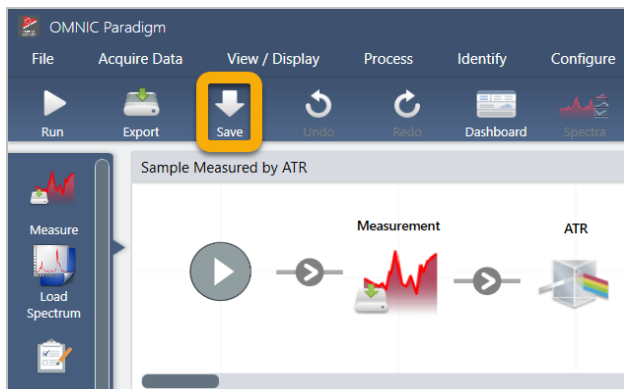 OMNIC Paradigm
File Acquire Data View / Display Process Identify Configure
Run Export Save Undo Redo Dashboard Spectra
Sample Measured by ATR
Measure
Measurement ATR
Load
Spectrum